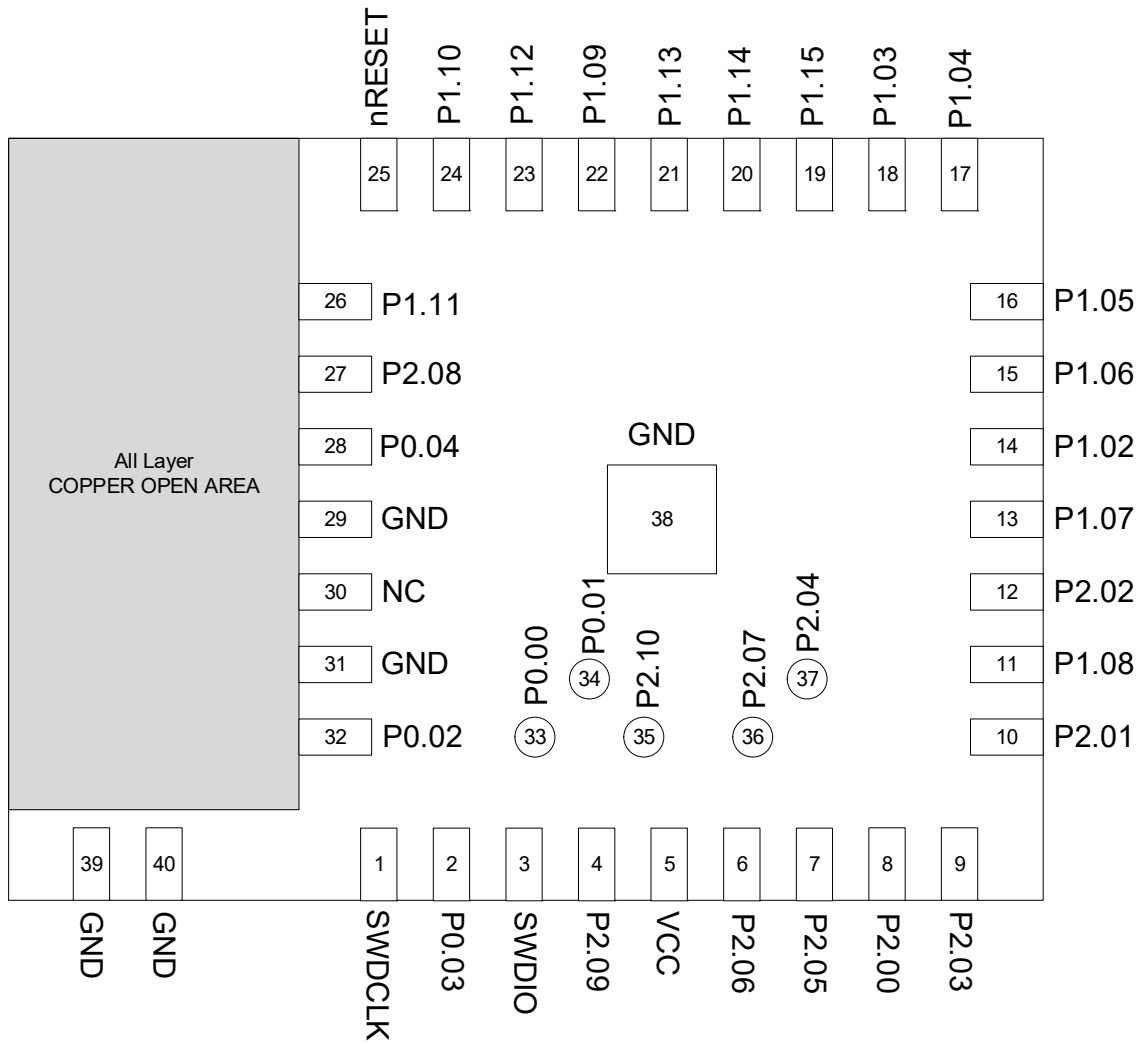 nRESET
P1.10
P1.12
P1.09
P1.13
P1.14
P1.15
P1.03
P1.04
25
24
23
22
21
20
19
18
17
26
P1.11
16
P1.05
27
P2.08
15
P1.06
28
P0.04
14
P1.02
All Layer
COPPER OPEN AREA
GND
38
29
GND
13
P1.07
30
NC
12
P2.02
31
GND
11
P1.08
32
P0.02
10
P2.01
P0.00
33
P0.01
34
P2.10
35
P2.07
36
P2.04
37
39
40
1
2
3
4
5
6
7
8
9
GND
GND
SWDCLK
P0.03
SWDIO
P2.09
VCC
P2.06
P2.05
P2.00
P2.03